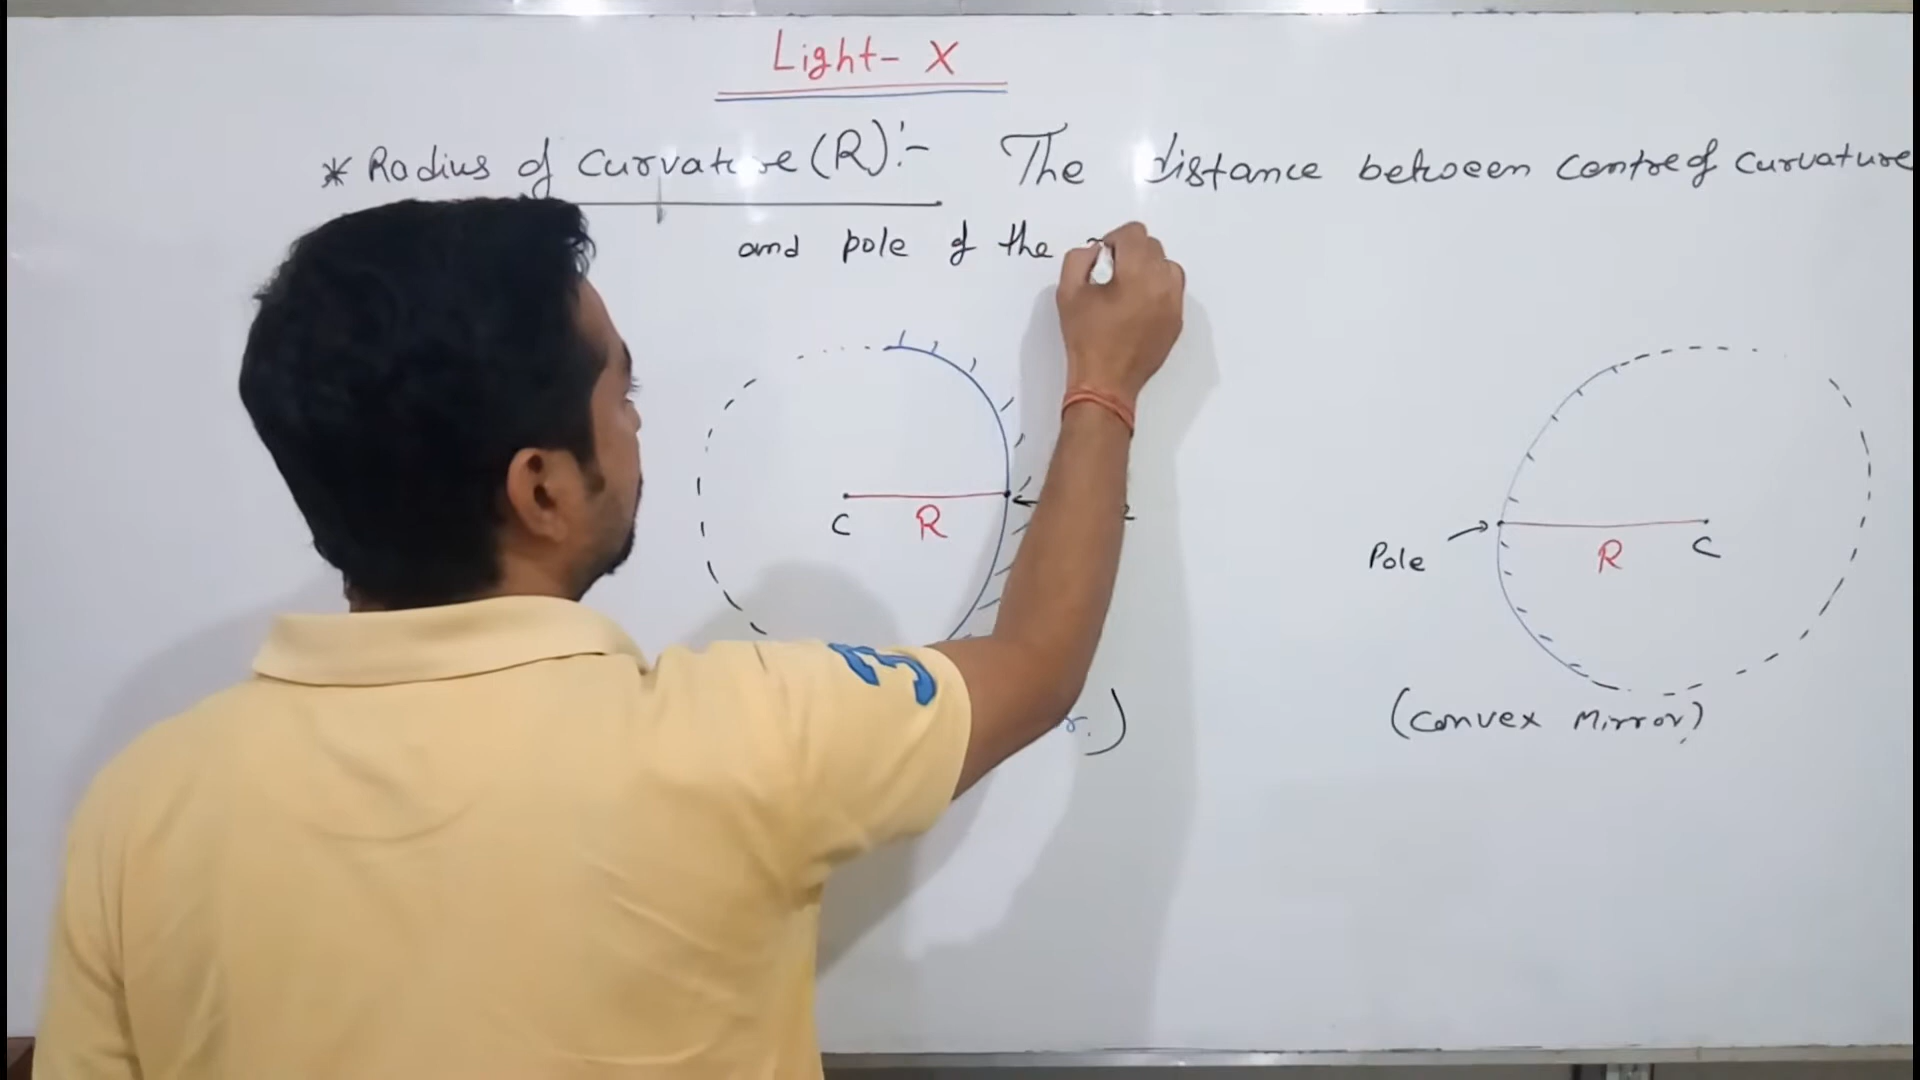 Light- X
* Radius of Curvature (R):- The distance between centre of curvature
and pole of the
C R
Pole R C
(Convex Mirror)